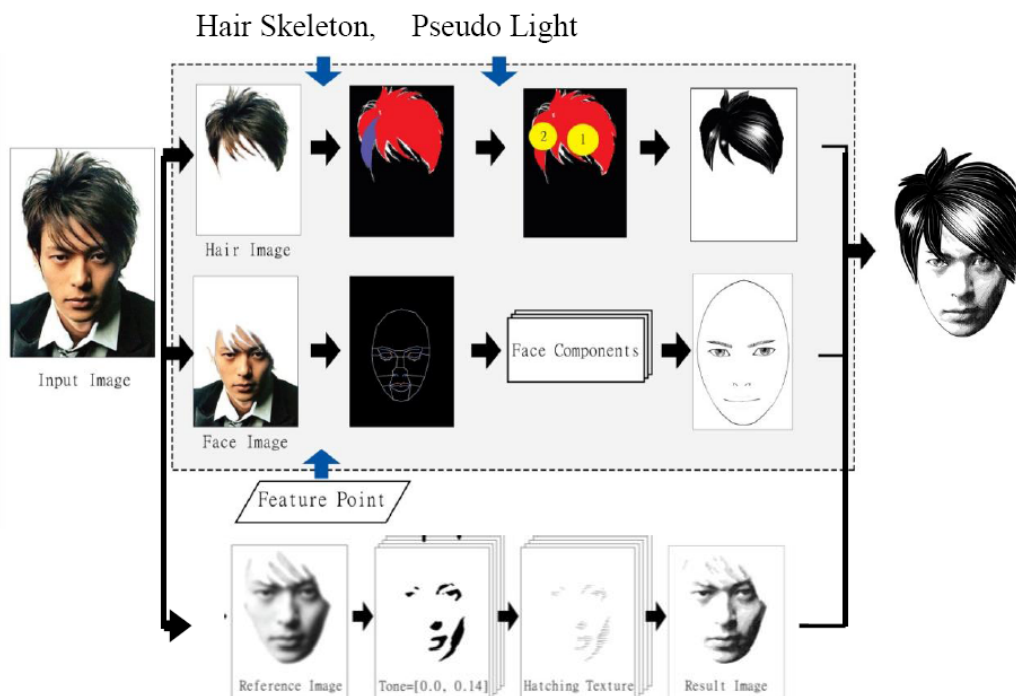 Hair Skeleton, Pseudo Light
2
1
Hair Image
Input Image
Face Components
Face Image
Feature Point
Reference Image
Tone=[0.0, 0.14]
Hatching Texture
Result Image